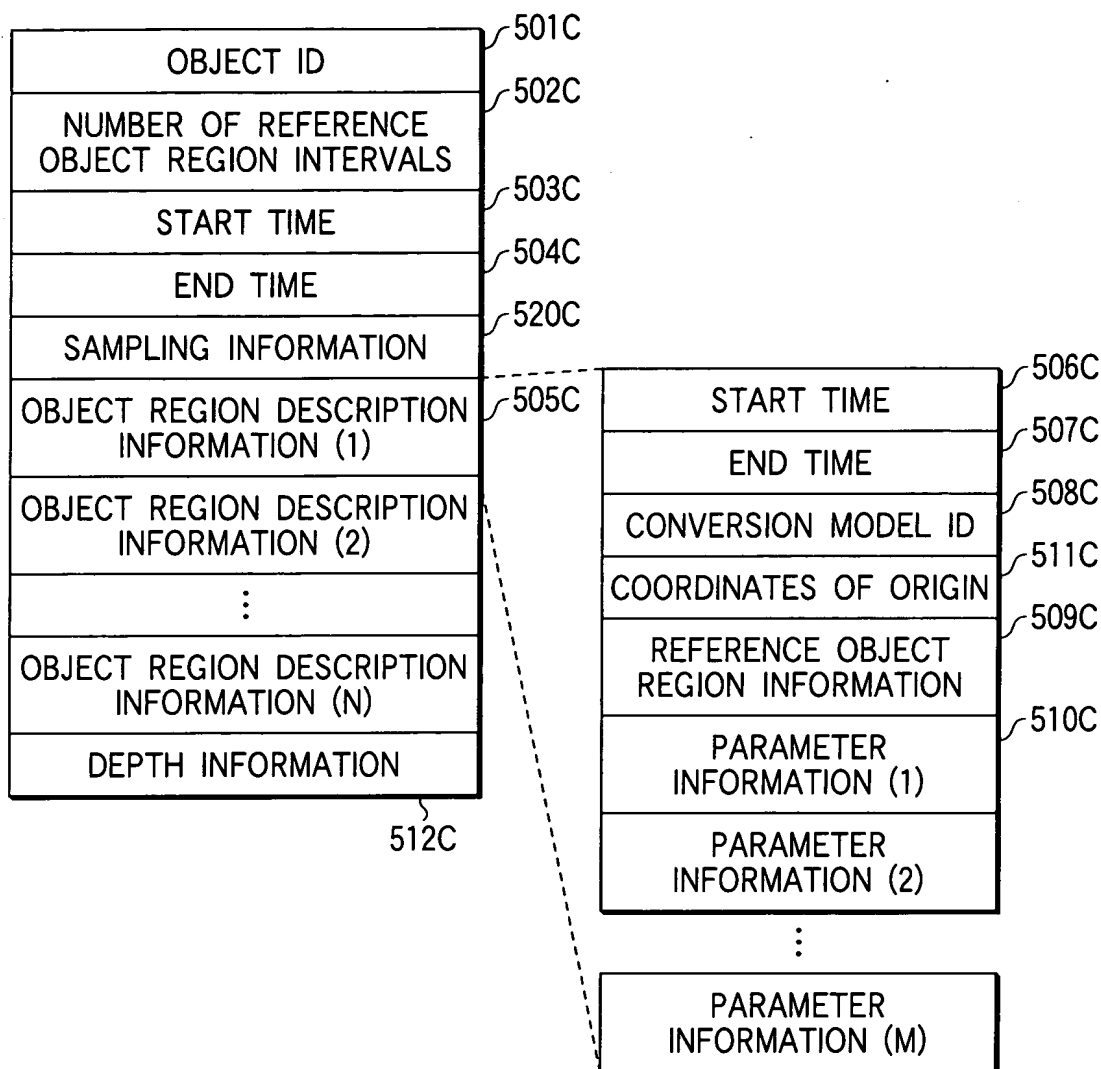 501C
OBJECT ID
502C
NUMBER OF REFERENCE
OBJECT REGION INTERVALS
503C
START TIME
504C
END TIME
520C
SAMPLING INFORMATION
505C
OBJECT REGION DESCRIPTION
INFORMATION (1)
OBJECT REGION DESCRIPTION
INFORMATION (2)
⋮
OBJECT REGION DESCRIPTION
INFORMATION (N)
DEPTH INFORMATION
512C
506C
START TIME
507C
END TIME
508C
CONVERSION MODEL ID
511C
COORDINATES OF ORIGIN
509C
REFERENCE OBJECT
REGION INFORMATION
510C
PARAMETER
INFORMATION (1)
PARAMETER
INFORMATION (2)
⋮
PARAMETER
INFORMATION (M)